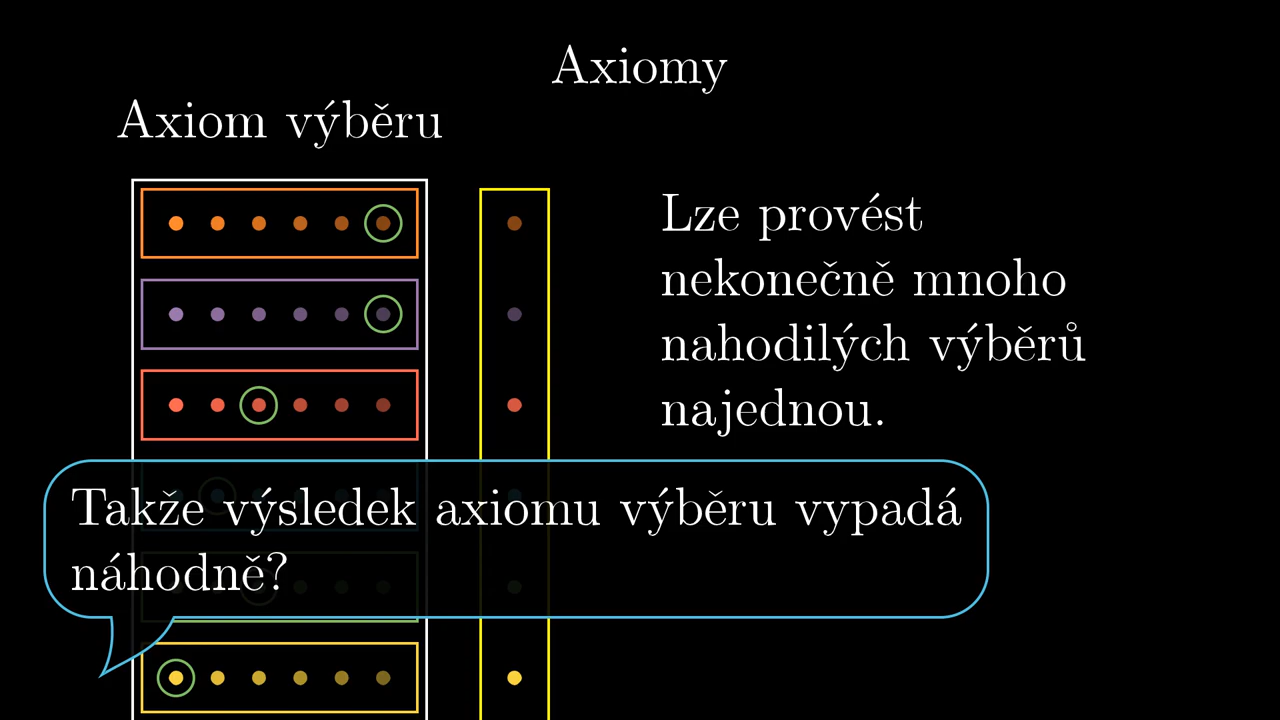 Axiomy
Axiom výběru
Lze provést
nekonečně mnoho
nahodilých výběrů
najednou.
Takže výsledek axiomu výběru vypadá
náhodně?